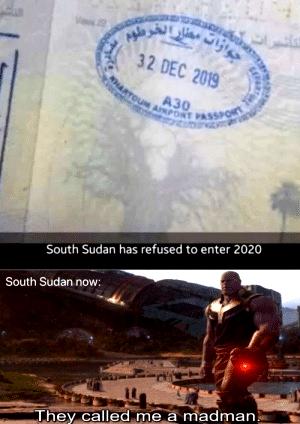 جوازات مطار الخرطوم
32 DEC 2019
A30
KHARTOUM AIRPORT PASSPORT
South Sudan has refused to enter 2020
South Sudan now:
They called me a madman.